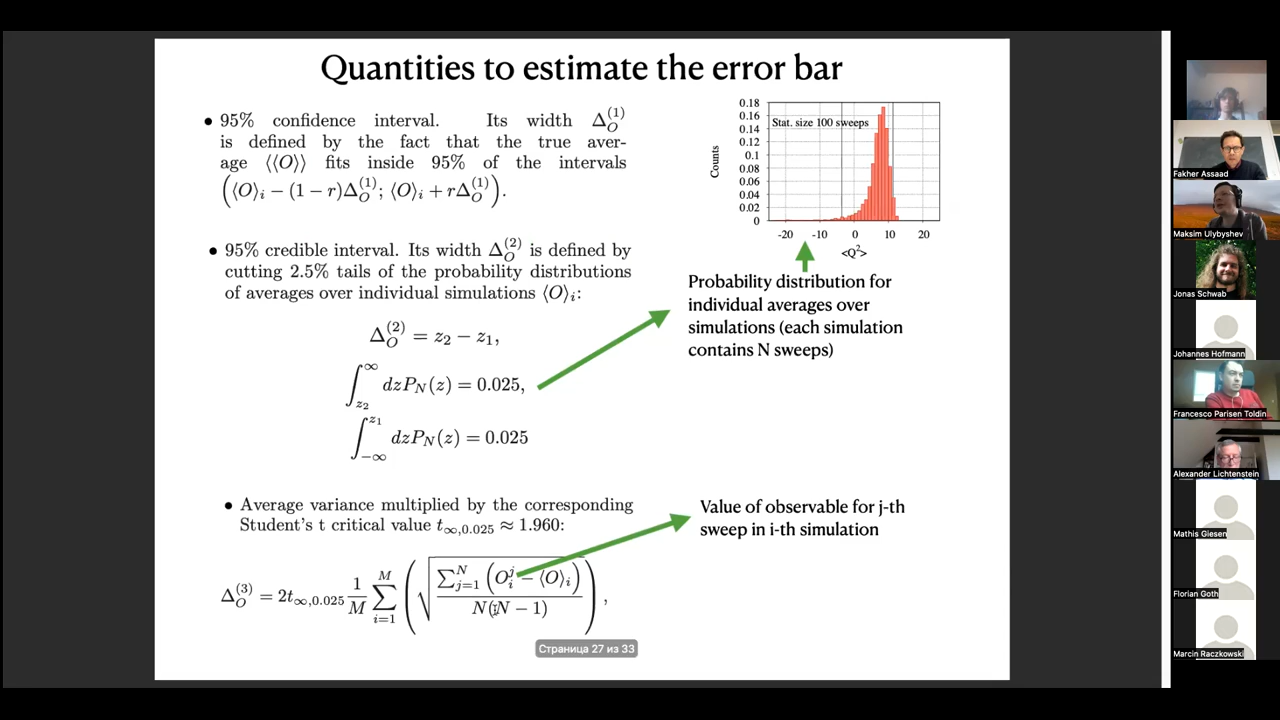 Quantities to estimate the error bar
• 95% confidence interval. Its width Δ_O^(1)
is defined by the fact that the true aver-
age ⟨⟨O⟩⟩ fits inside 95% of the intervals
(⟨O⟩_i − (1 − r)Δ_O^(1); ⟨O⟩_i + rΔ_O^(1)).
• 95% credible interval. Its width Δ_O^(2) is defined by
cutting 2.5% tails of the probability distributions
of averages over individual simulations ⟨O⟩_i:
Δ_O^(2) = z_2 − z_1,
∫_{z_2}^{∞} dzP_N(z) = 0.025,
∫_{−∞}^{z_1} dzP_N(z) = 0.025
• Average variance multiplied by the corresponding
Student's t critical value t_{∞,0.025} ≈ 1.960:
Δ_O^(3) = 2t_{∞,0.025} 1/M ∑_{i=1}^{M} (√(∑_{j=1}^{N} (O_i^j − ⟨O⟩_i) / N(N − 1))),
Страница 27 из 33
0.18
0.16
0.14
0.12
0.1
0.08
0.06
0.04
0.02
0
Counts
Stat. size 100 sweeps
-20 -10 0 10 20
<Q^2>
Probability distribution for
individual averages over
simulations (each simulation
contains N sweeps)
Value of observable for j-th
sweep in i-th simulation
Fakher Assaad
Maksim Ulybyshev
Jonas Schwab
Johannes Hofmann
Francesco Parisen Toldin
Alexander Lichtenstein
Mathis Giesen
Florian Goth
Marcin Raczkowski